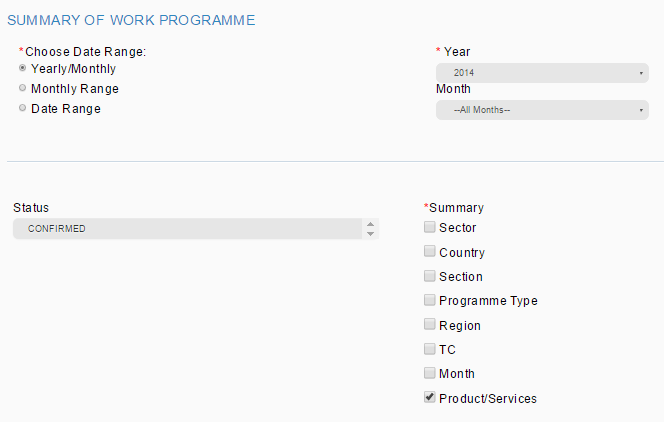 SUMMARY OF WORK PROGRAMME
*Choose Date Range:
Yearly/Monthly
Monthly Range
Date Range
* Year
2014
Month
--All Months--
Status
CONFIRMED
*Summary
Sector
Country
Section
Programme Type
Region
TC
Month
Product/Services